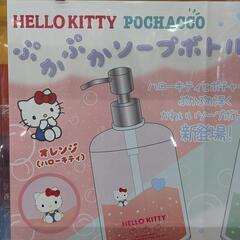 HELLO KITTY POCHACCO
ぷかぷかソープボトル
ハローキティとポチャ
ぷかぷか浮く
かわいいソープボト
新登場!
オレンジ
(ハローキティ)
HELLO KITTY